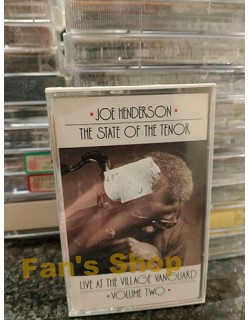 • JOE HENDERSON •
THE STATE OF THE TENOR
Fan's Shop
LIVE AT THE VILLAGE VANGUARD
• VOLUME TWO •